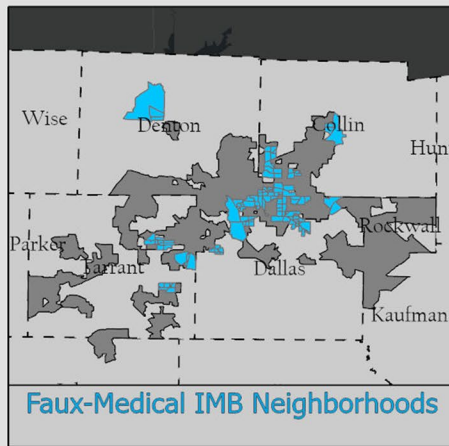 Wise
Denton
Collin
Hun
Parker
Tarrant
Dallas
Rockwall
Kaufman
Faux-Medical IMB Neighborhoods